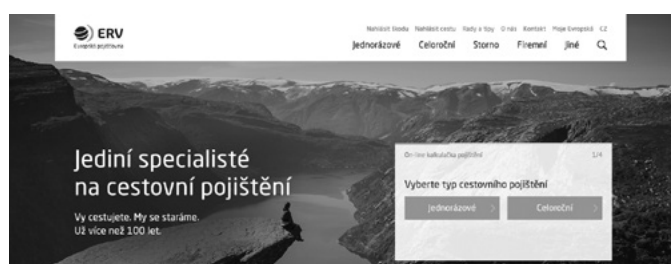 ERV
Evropská pojišťovna
Nahlásit škodu Nahlásit cestu Rady a tipy O nás Kontakt Moje Evropská CZ
Jednorázové Celoroční Storno Firemní Jiné
Jediní specialisté
na cestovní pojištění
Vy cestujete. My se staráme.
Už více než 100 let.
On-line kalkulačka pojištění 1/4
Vyberte typ cestovního pojištění
Jednorázové
Celoroční